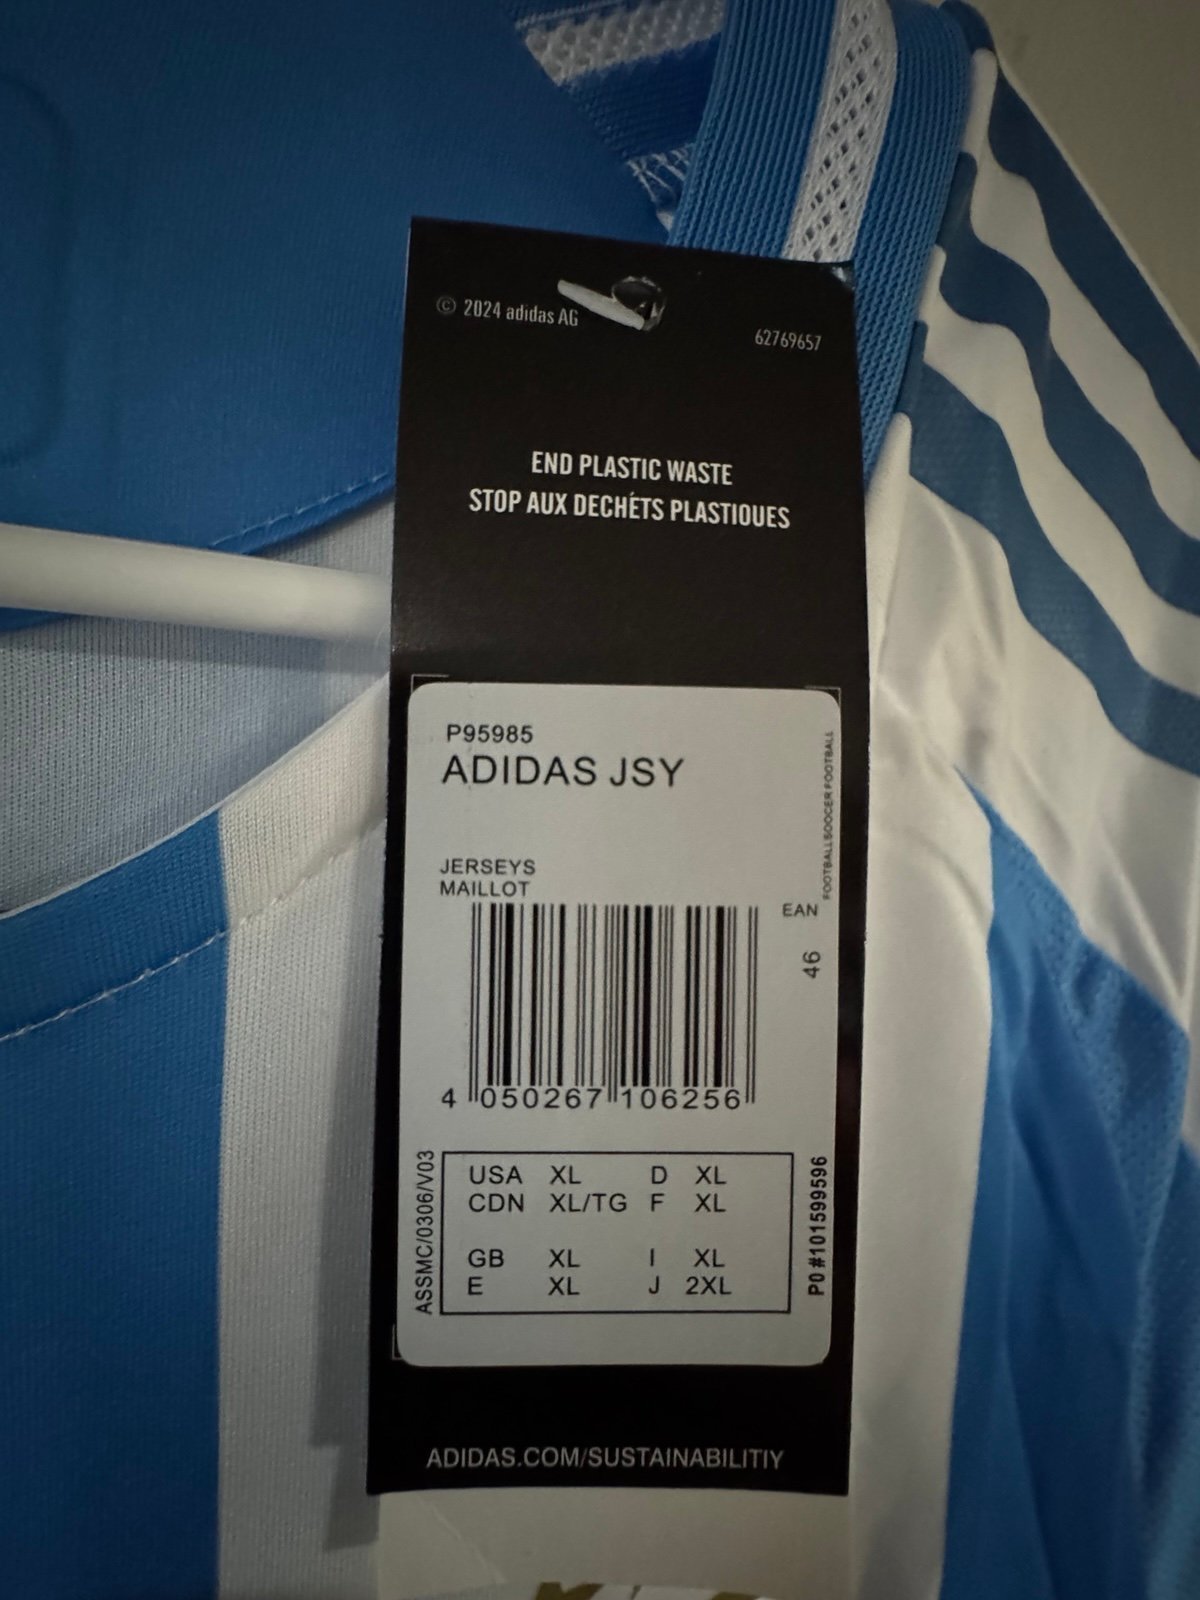 © 2024 adidas AG
62769657
END PLASTIC WASTE
STOP AUX DECHÉTS PLASTIQUES
P95985
ADIDAS JSY
FOOTBALLSOCCER FOOTBALL
JERSEYS
MAILLOT
EAN
46
4 050267 106256
ASSMC/0306/V03
USA XL D XL
CDN XL/TG F XL
GB XL I XL
E XL J 2XL
PO #101599596
ADIDAS.COM/SUSTAINABILITIY